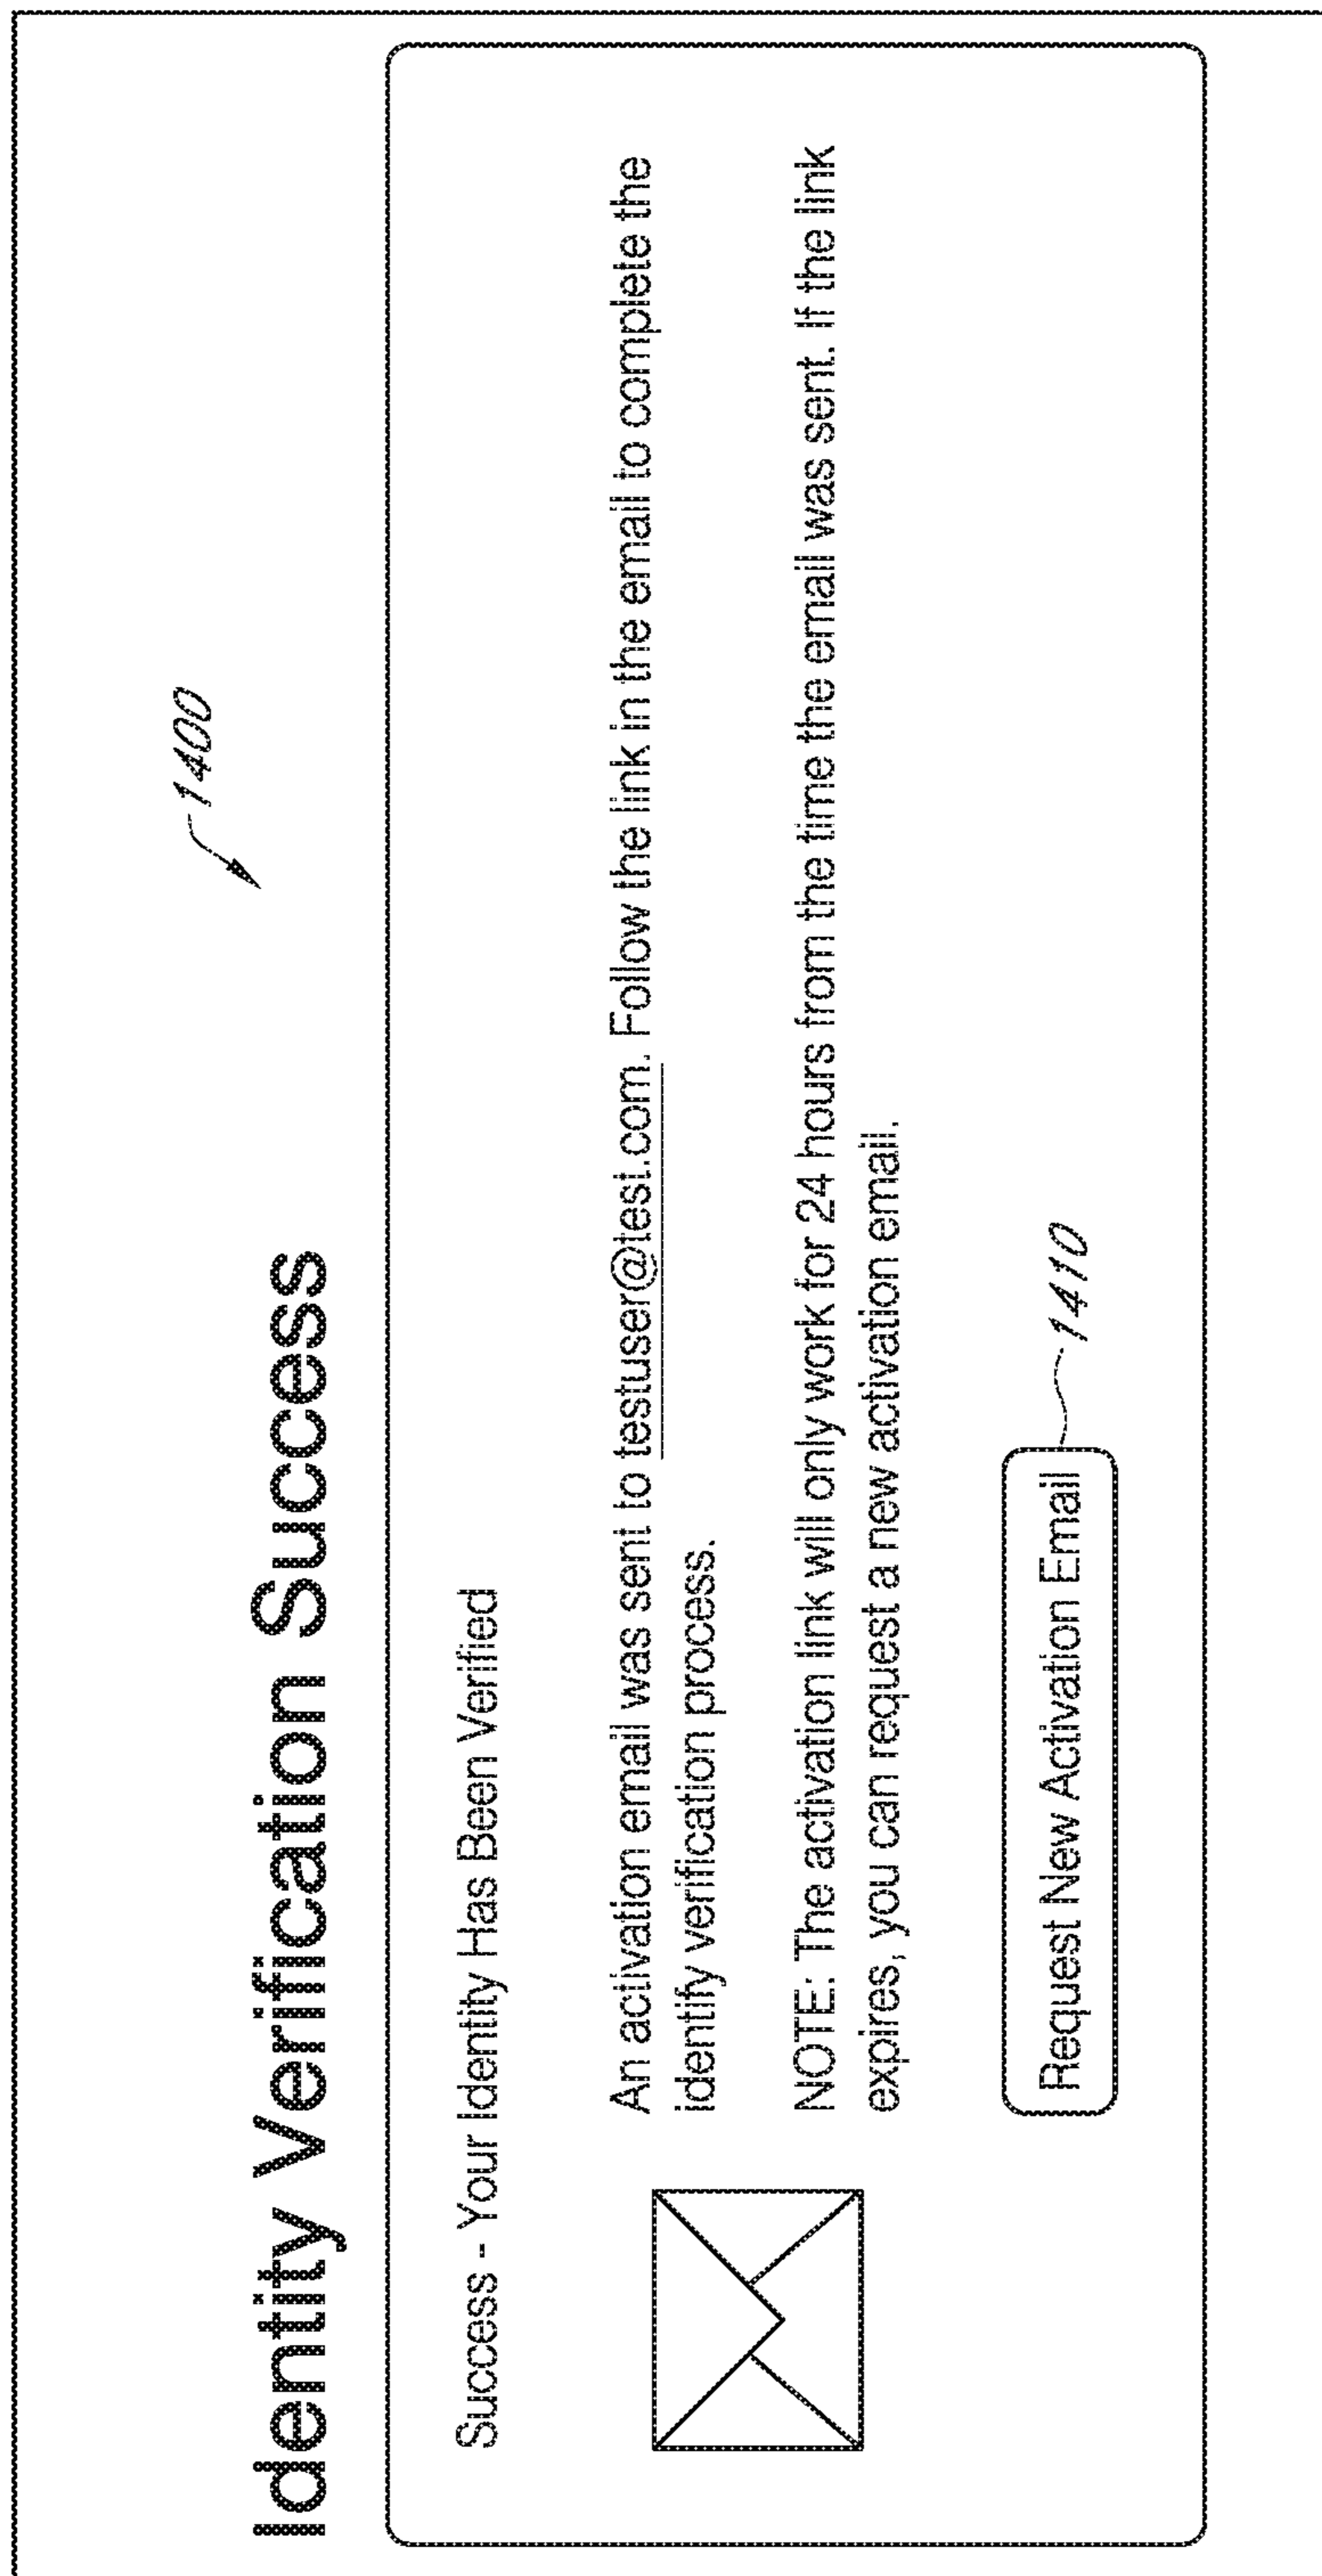 1400
Identity Verification Success
Success - Your Identity Has Been Verified
An activation email was sent to testuser@test.com. Follow the link in the email to complete the
identify verification process.
NOTE: The activation link will only work for 24 hours from the time the email was sent. If the link
expires, you can request a new activation email.
Request New Activation Email
1410